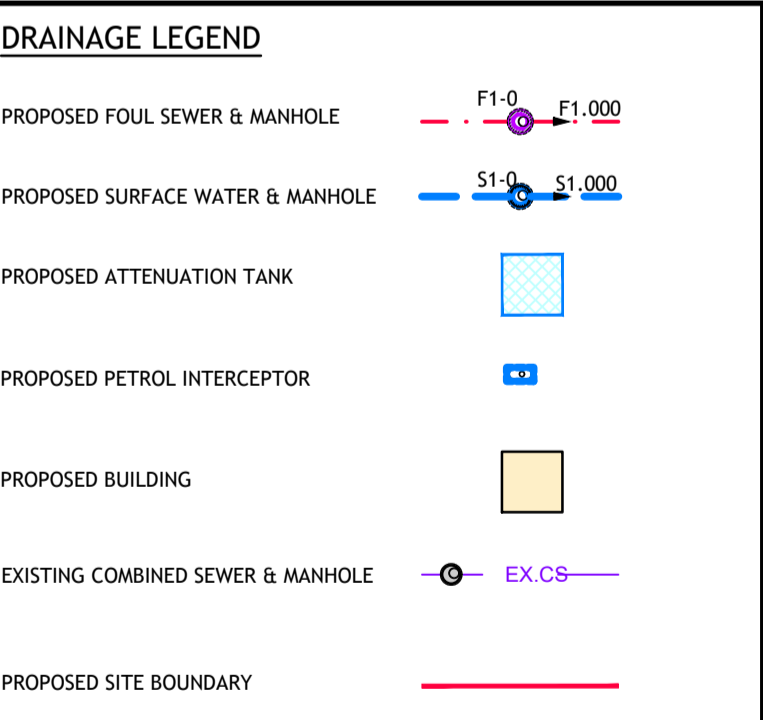 DRAINAGE LEGEND
PROPOSED FOUL SEWER & MANHOLE
F1-0
F1.000
PROPOSED SURFACE WATER & MANHOLE
S1-0
S1.000
PROPOSED ATTENUATION TANK
PROPOSED PETROL INTERCEPTOR
PROPOSED BUILDING
EXISTING COMBINED SEWER & MANHOLE
EX.CS
PROPOSED SITE BOUNDARY